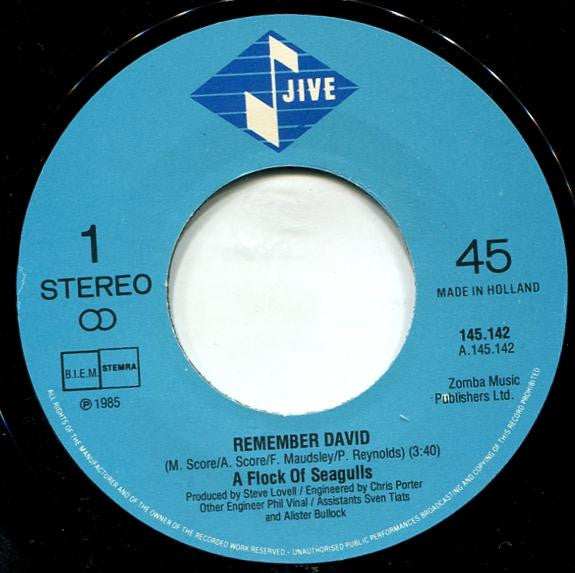 JIVE
1
STEREO
B.I.E.M. STEMRA
℗ 1985
45
MADE IN HOLLAND
145.142
A.145.142
Zomba Music
Publishers Ltd.
REMEMBER DAVID
(M. Score/A. Score/F. Maudsley/P. Reynolds) (3:40)
A Flock Of Seagulls
Produced by Steve Lovell / Engineered by Chris Porter
Other Engineer Phil Vinal / Assistants Sven Tiats
and Alister Bullock
ALL RIGHTS OF THE MANUFACTURER AND OF THE OWNER OF THE RECORDED WORK RESERVED - UNAUTHORISED PUBLIC PERFORMANCES BROADCASTING AND COPYING OF THIS RECORD PROHIBITED